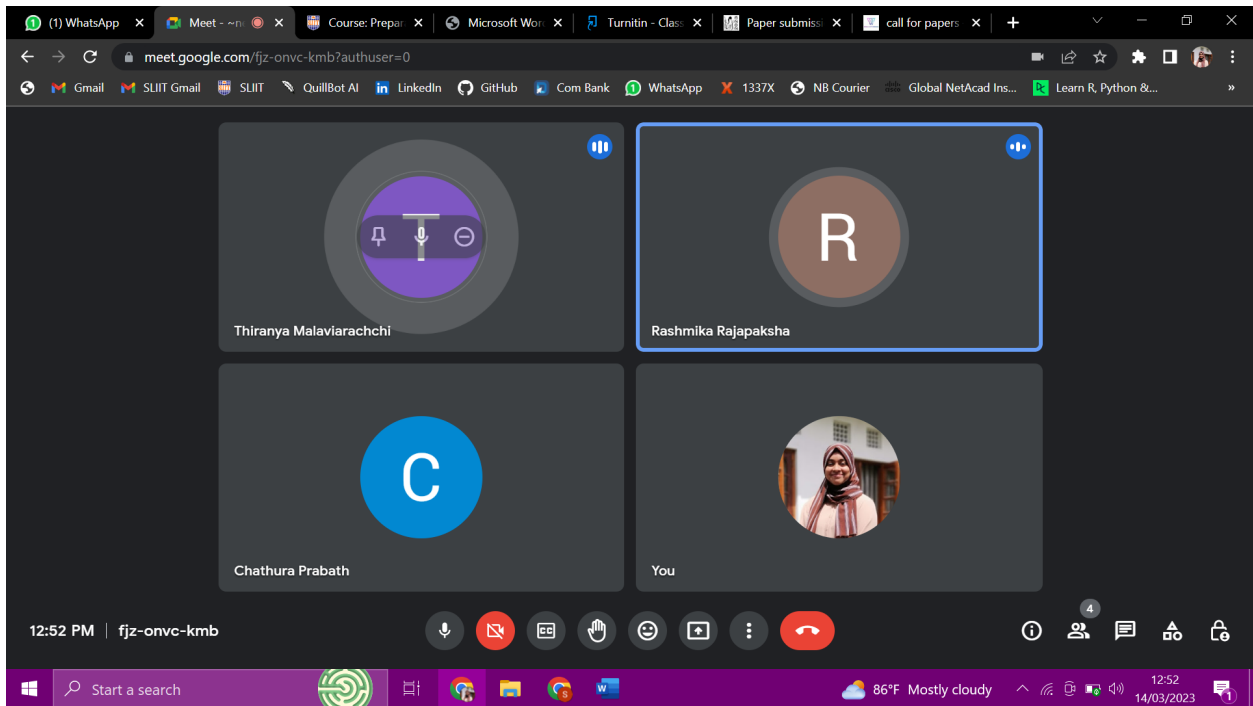 (1) WhatsApp
Meet - ~n
Course: Prepar
Microsoft Wor
Turnitin - Class
Paper submissi
call for papers
meet.google.com/fjz-onvc-kmb?authuser=0
Gmail
SLIIT Gmail
SLIIT
QuillBot AI
LinkedIn
GitHub
Com Bank
WhatsApp
1337X
NB Courier
Global NetAcad Ins...
Learn R, Python &...
»
T
Thiranya Malaviarachchi
R
Rashmika Rajapaksha
C
Chathura Prabath
You
12:52 PM | fjz-onvc-kmb
CC
4
Start a search
86°F Mostly cloudy
12:52
14/03/2023
1